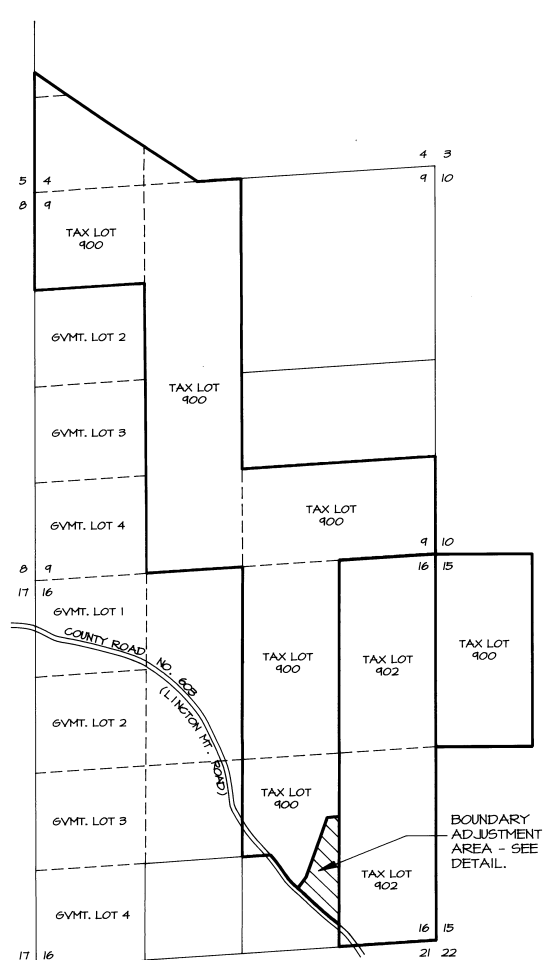 4 3
9 10
5 4
8 9
TAX LOT
900
GVMT. LOT 2
TAX LOT
900
GVMT. LOT 3
TAX LOT
900
GVMT. LOT 4
9 10
16 15
8 9
17 16
GVMT. LOT 1
COUNTY ROAD NO. 603
(LINCTON MT. ROAD)
TAX LOT
900
TAX LOT
902
TAX LOT
900
GVMT. LOT 2
TAX LOT
900
GVMT. LOT 3
BOUNDARY
ADJUSTMENT
AREA - SEE
DETAIL.
TAX LOT
902
GVMT. LOT 4
16 15
21 22
17 16